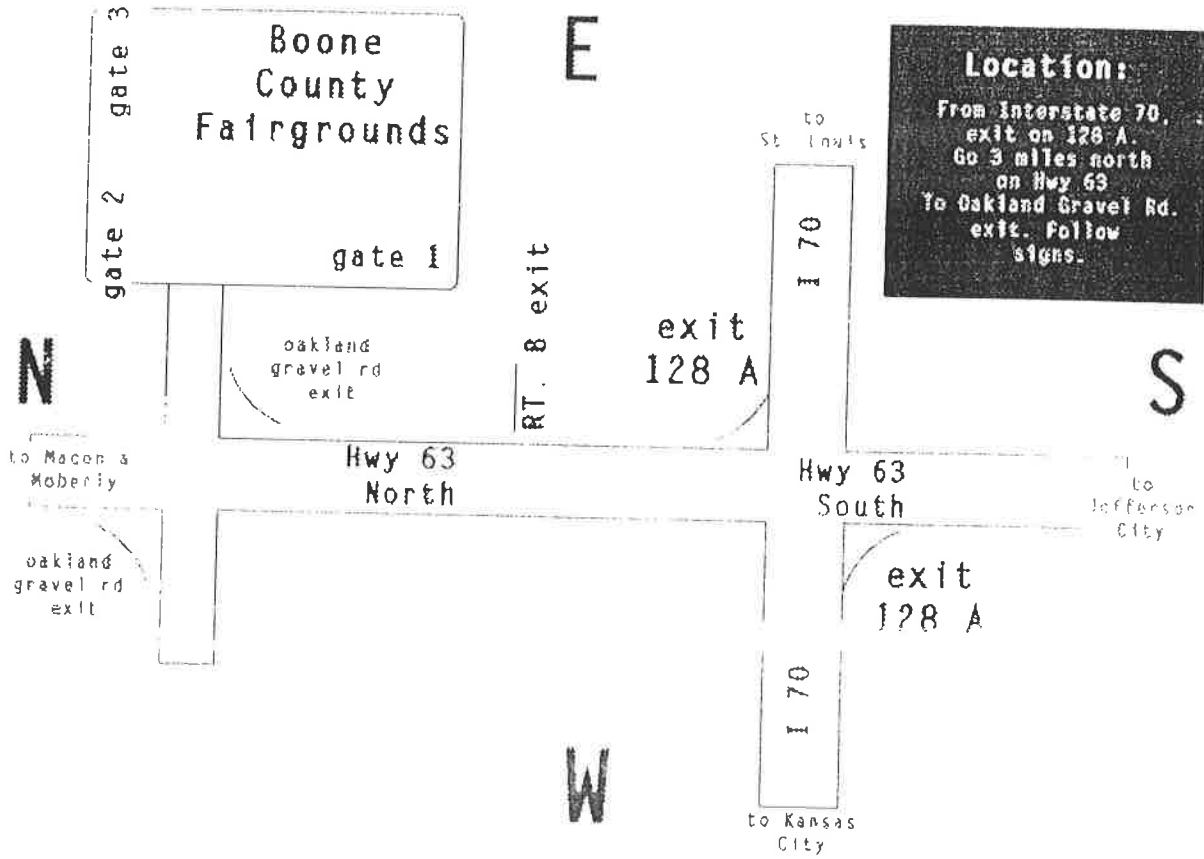 gate 3
Boone
County
Fairgrounds
gate 2
gate 1
E
Location:
From Interstate 70,
exit on 128 A.
Go 3 miles north
on Hwy 63
To Oakland Gravel Rd.
exit. Follow
signs.
to
St. Louis
I 70
RT. B exit
exit
128 A
oakland
gravel rd
exit
N
S
to Macon &
Moberly
Hwy 63
North
Hwy 63
South
to
Jefferson
City
oakland
gravel rd
exit
exit
128 A
I 70
W
to Kansas
City